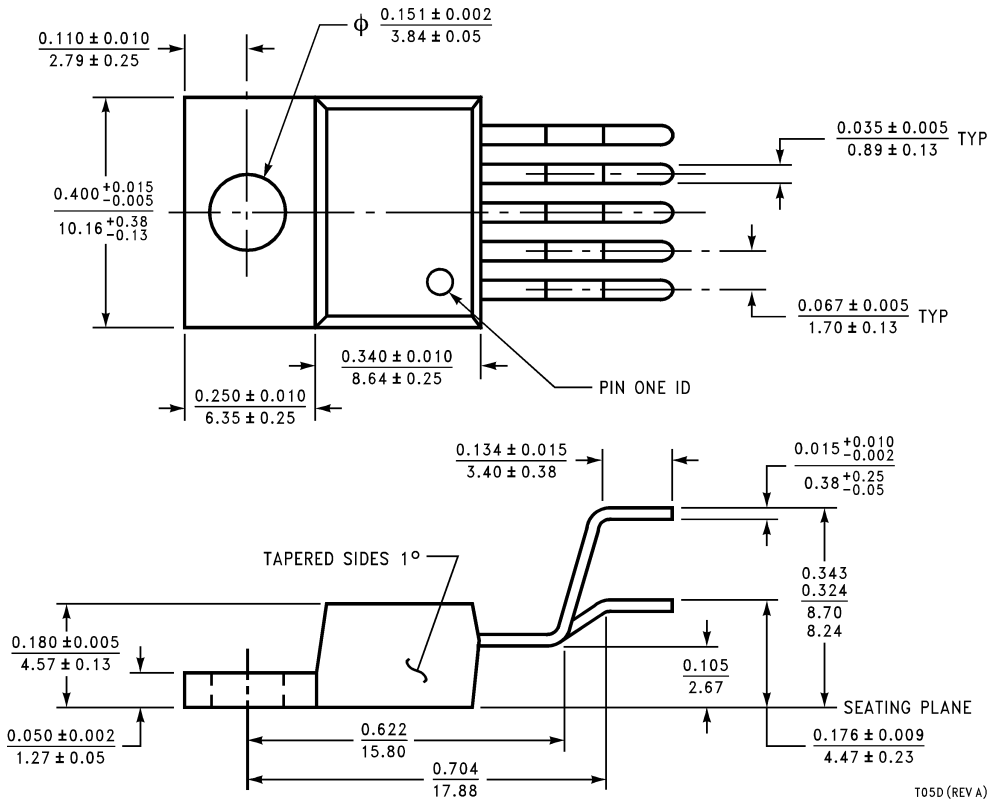 0.110 ± 0.010
2.79 ± 0.25
ϕ 0.151 ± 0.002
3.84 ± 0.05
0.035 ± 0.005 TYP
0.89 ± 0.13
0.400 +0.015 -0.005
10.16 +0.38 -0.13
0.067 ± 0.005 TYP
1.70 ± 0.13
0.340 ± 0.010
8.64 ± 0.25
PIN ONE ID
0.250 ± 0.010
6.35 ± 0.25
0.134 ± 0.015
3.40 ± 0.38
0.015 +0.010 -0.002
0.38 +0.25 -0.05
TAPERED SIDES 1°
0.343
0.324
8.70
8.24
0.180 ± 0.005
4.57 ± 0.13
0.105
2.67
SEATING PLANE
0.050 ± 0.002
1.27 ± 0.05
0.622
15.80
0.176 ± 0.009
4.47 ± 0.23
0.704
17.88
T05D (REV A)